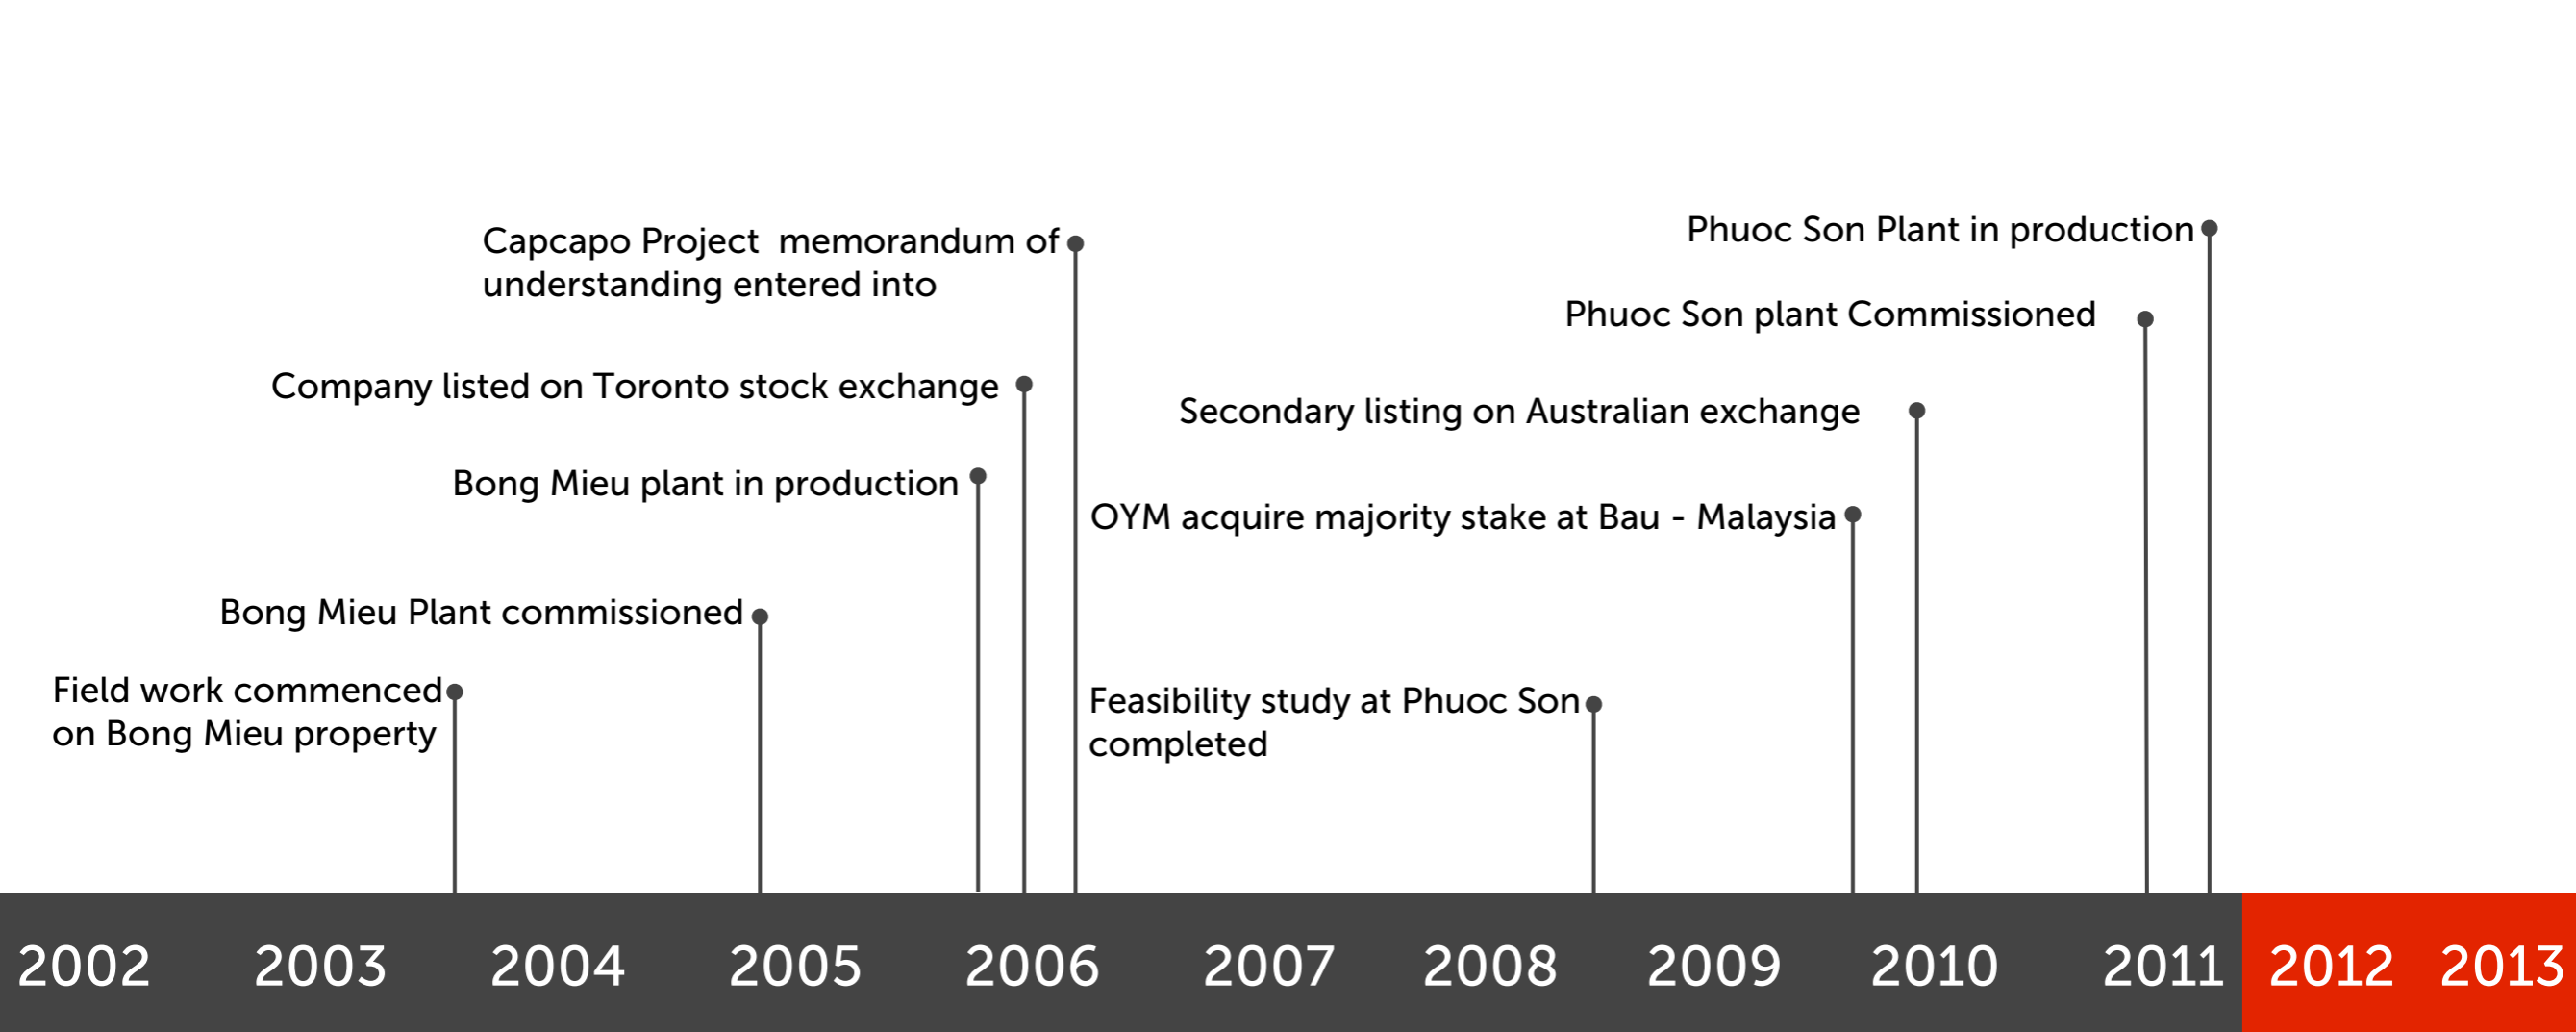 Capcapo Project  memorandum of
understanding entered into
Company listed on Toronto stock exchange
Bong Mieu plant in production
Bong Mieu Plant commissioned
Field work commenced
on Bong Mieu property
Phuoc Son Plant in production
Phuoc Son plant Commissioned
Secondary listing on Australian exchange
OYM acquire majority stake at Bau - Malaysia
Feasibility study at Phuoc Son
completed
2002 2003 2004 2005 2006 2007 2008 2009 2010 2011 2012 2013